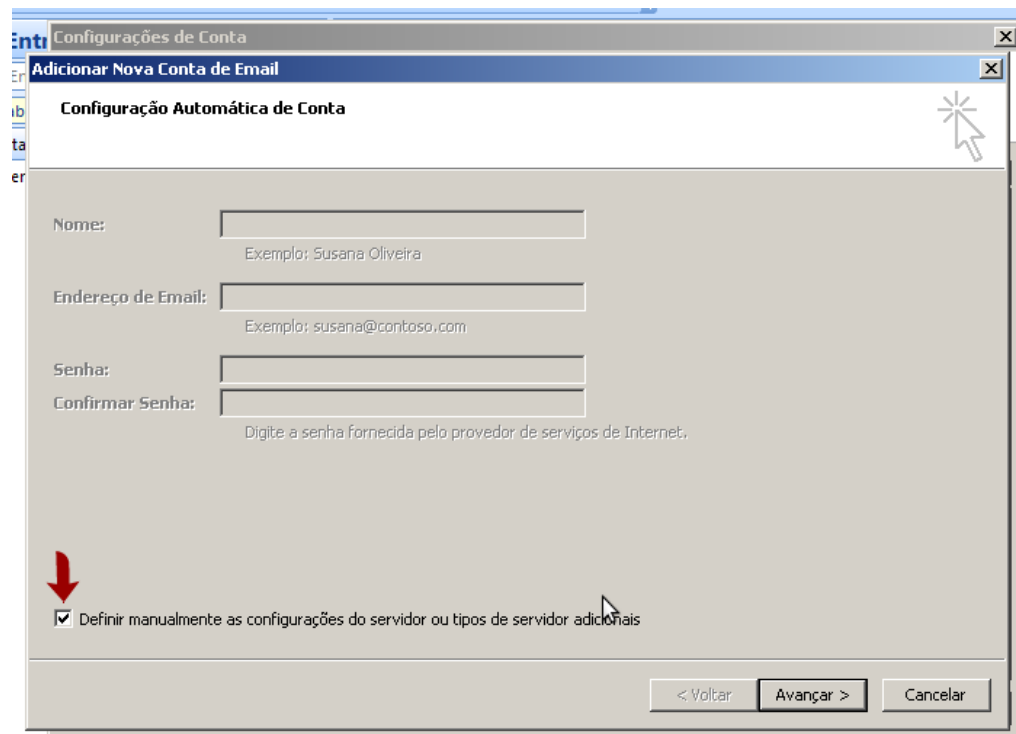 Configurações de Conta
Adicionar Nova Conta de Email
Configuração Automática de Conta
Nome:
Exemplo: Susana Oliveira
Endereço de Email:
Exemplo: susana@contoso.com
Senha:
Confirmar Senha:
Digite a senha fornecida pelo provedor de serviços de Internet.
Definir manualmente as configurações do servidor ou tipos de servidor adicionais
< Voltar
Avançar >
Cancelar